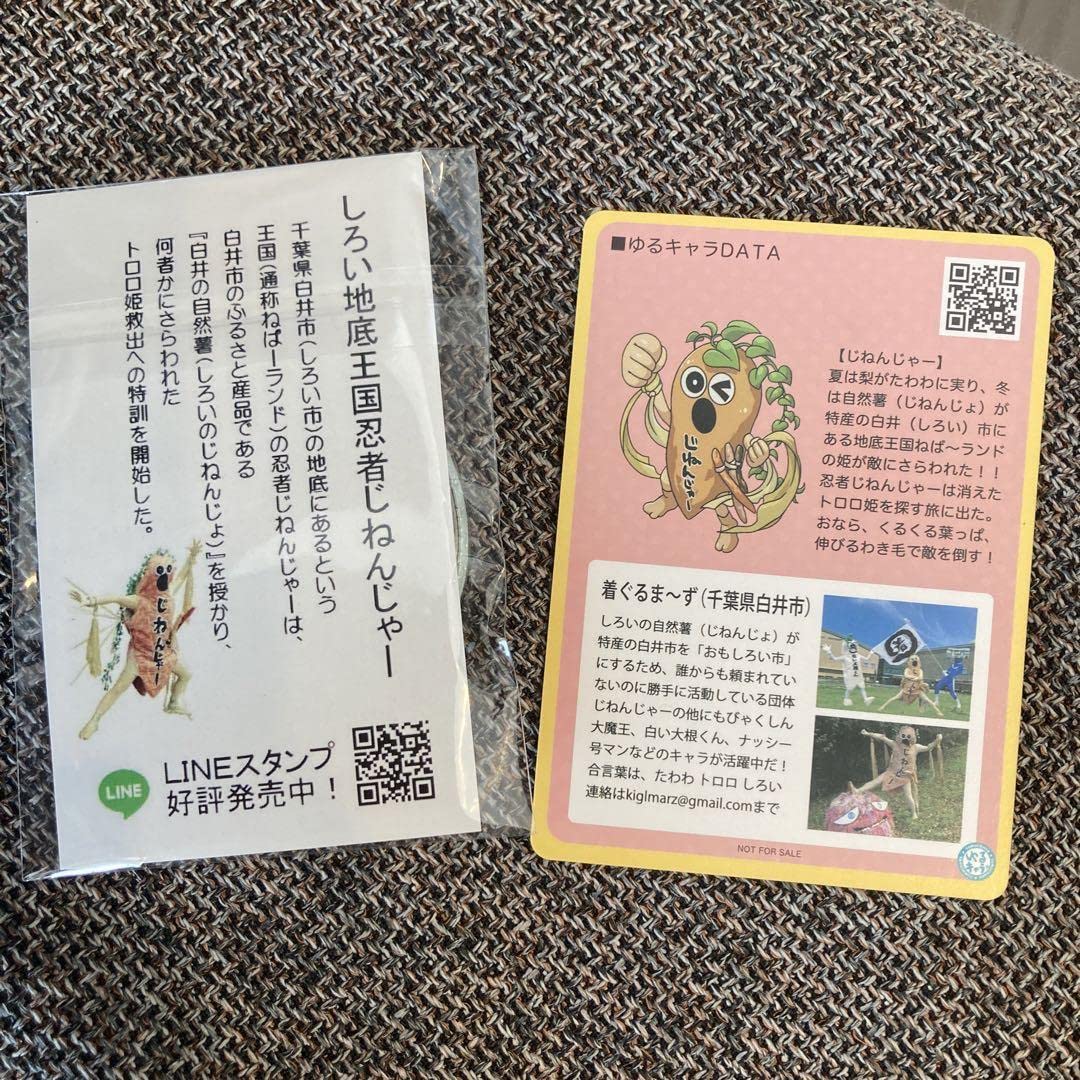 しろい地底王国忍者じねんじゃー
千葉県白井市(しろい市)の地底にあるという
王国(通称ねばーランド)の忍者じねんじゃーは、
白井市のふるさと産品である
『白井の自然薯(しろいのじねんじょ)』を授かり、
何者かにさらわれた
トロロ姫救出への特訓を開始した。
じねんじゃー
LINE
LINEスタンプ
好評発売中！
■ゆるキャラDATA
じねんじゃー
【じねんじゃー】
夏は梨がたわわに実り、冬
は自然薯（じねんじょ）が
特産の白井（しろい）市に
ある地底王国ねば〜ランド
の姫が敵にさらわれた！！
忍者じねんじゃーは消えた
トロロ姫を探す旅に出た。
おなら、くるくる葉っぱ、
伸びるわき毛で敵を倒す！
着ぐるま〜ず(千葉県白井市)
しろいの自然薯（じねんじょ）が
特産の白井市を「おもしろい市」
にするため、誰からも頼まれてい
ないのに勝手に活動している団体
じねんじゃーの他にもびゃくしん
大魔王、白い大根くん、ナッシー
号マンなどのキャラが活躍中だ！
合言葉は、たわわ トロロ しろい
連絡はkiglmarz@gmail.comまで
NOT FOR SALE